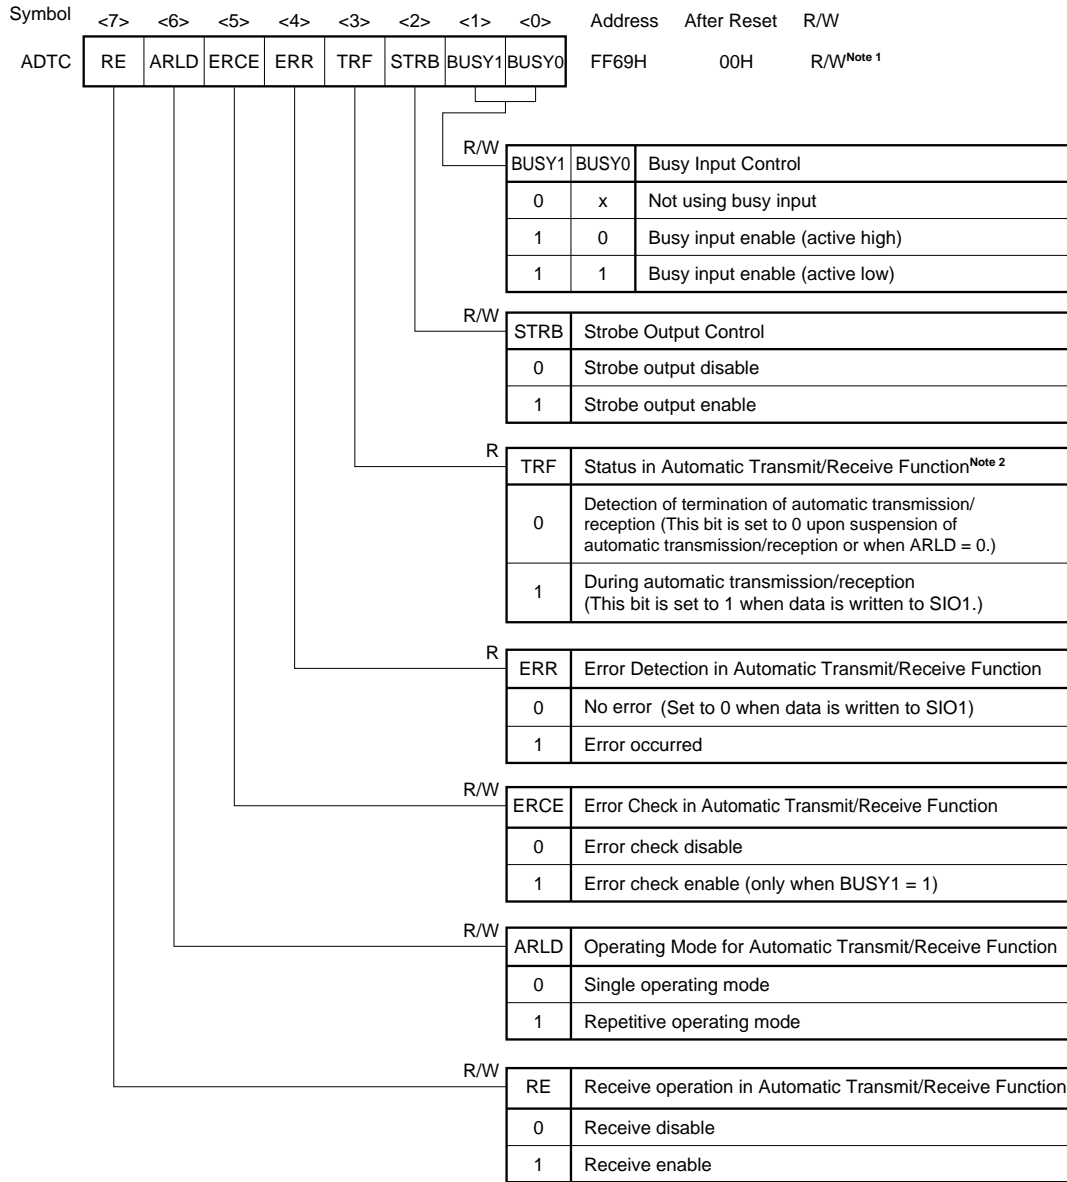 Symbol <7> <6> <5> <4> <3> <2> <1> <0> Address After Reset R/W
ADTC RE ARLD ERCE ERR TRF STRB BUSY1 BUSY0 FF69H 00H R/WNote 1
R/W
BUSY1 BUSY0 Busy Input Control
0 x Not using busy input
1 0 Busy input enable (active high)
1 1 Busy input enable (active low)
R/W
STRB Strobe Output Control
0 Strobe output disable
1 Strobe output enable
R
TRF Status in Automatic Transmit/Receive FunctionNote 2
0 Detection of termination of automatic transmission/
reception (This bit is set to 0 upon suspension of
automatic transmission/reception or when ARLD = 0.)
1 During automatic transmission/reception
(This bit is set to 1 when data is written to SIO1.)
R
ERR Error Detection in Automatic Transmit/Receive Function
0 No error (Set to 0 when data is written to SIO1)
1 Error occurred
R/W
ERCE Error Check in Automatic Transmit/Receive Function
0 Error check disable
1 Error check enable (only when BUSY1 = 1)
R/W
ARLD Operating Mode for Automatic Transmit/Receive Function
0 Single operating mode
1 Repetitive operating mode
R/W
RE Receive operation in Automatic Transmit/Receive Function
0 Receive disable
1 Receive enable